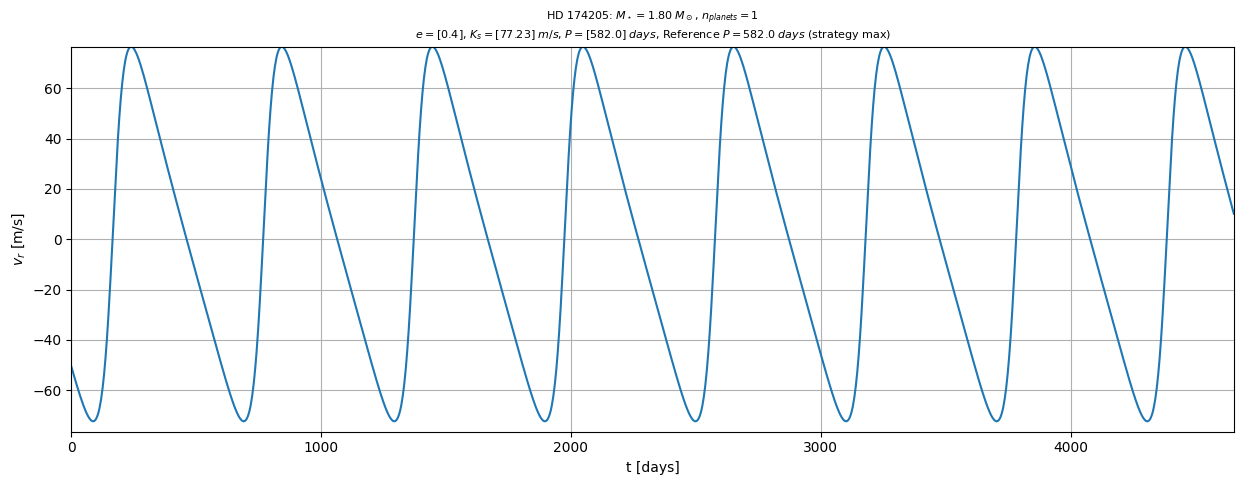 HD 174205: M⋆ = 1.80 M⊙, nplanets = 1
e = [0.4], Ks = [77.23] m/s, P = [582.0] days, Reference P = 582.0 days (strategy max)
60
40
20
0
−20
−40
−60
vr [m/s]
0 1000 2000 3000 4000
t [days]